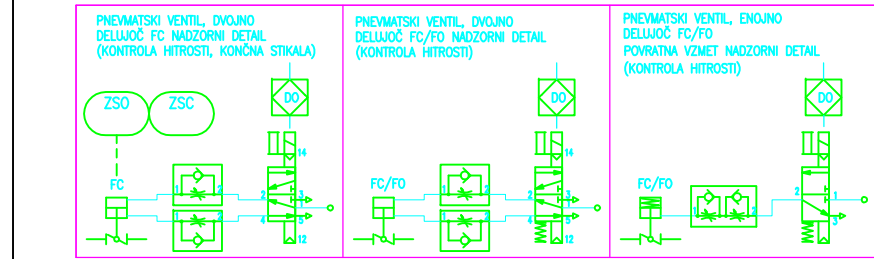 PNEVMATSKI VENTIL, DVOJNO
DELUJOČ FC NADZORNI DETAIL
(KONTROLA HITROSTI, KONČNA STIKALA)
DO
ZSO
ZSC
14
FC
1
2
2
3
1
4
5
1
2
12
PNEVMATSKI VENTIL, DVOJNO
DELUJOČ FC/FO NADZORNI DETAIL
(KONTROLA HITROSTI)
DO
14
FC/FO
1
2
2
3
1
4
5
1
2
12
PNEVMATSKI VENTIL, ENOJNO
DELUJOČ FC/FO
POVRATNA VZMET NADZORNI DETAIL
(KONTROLA HITROSTI)
DO
14
FC/FO
2
1
1
2
3